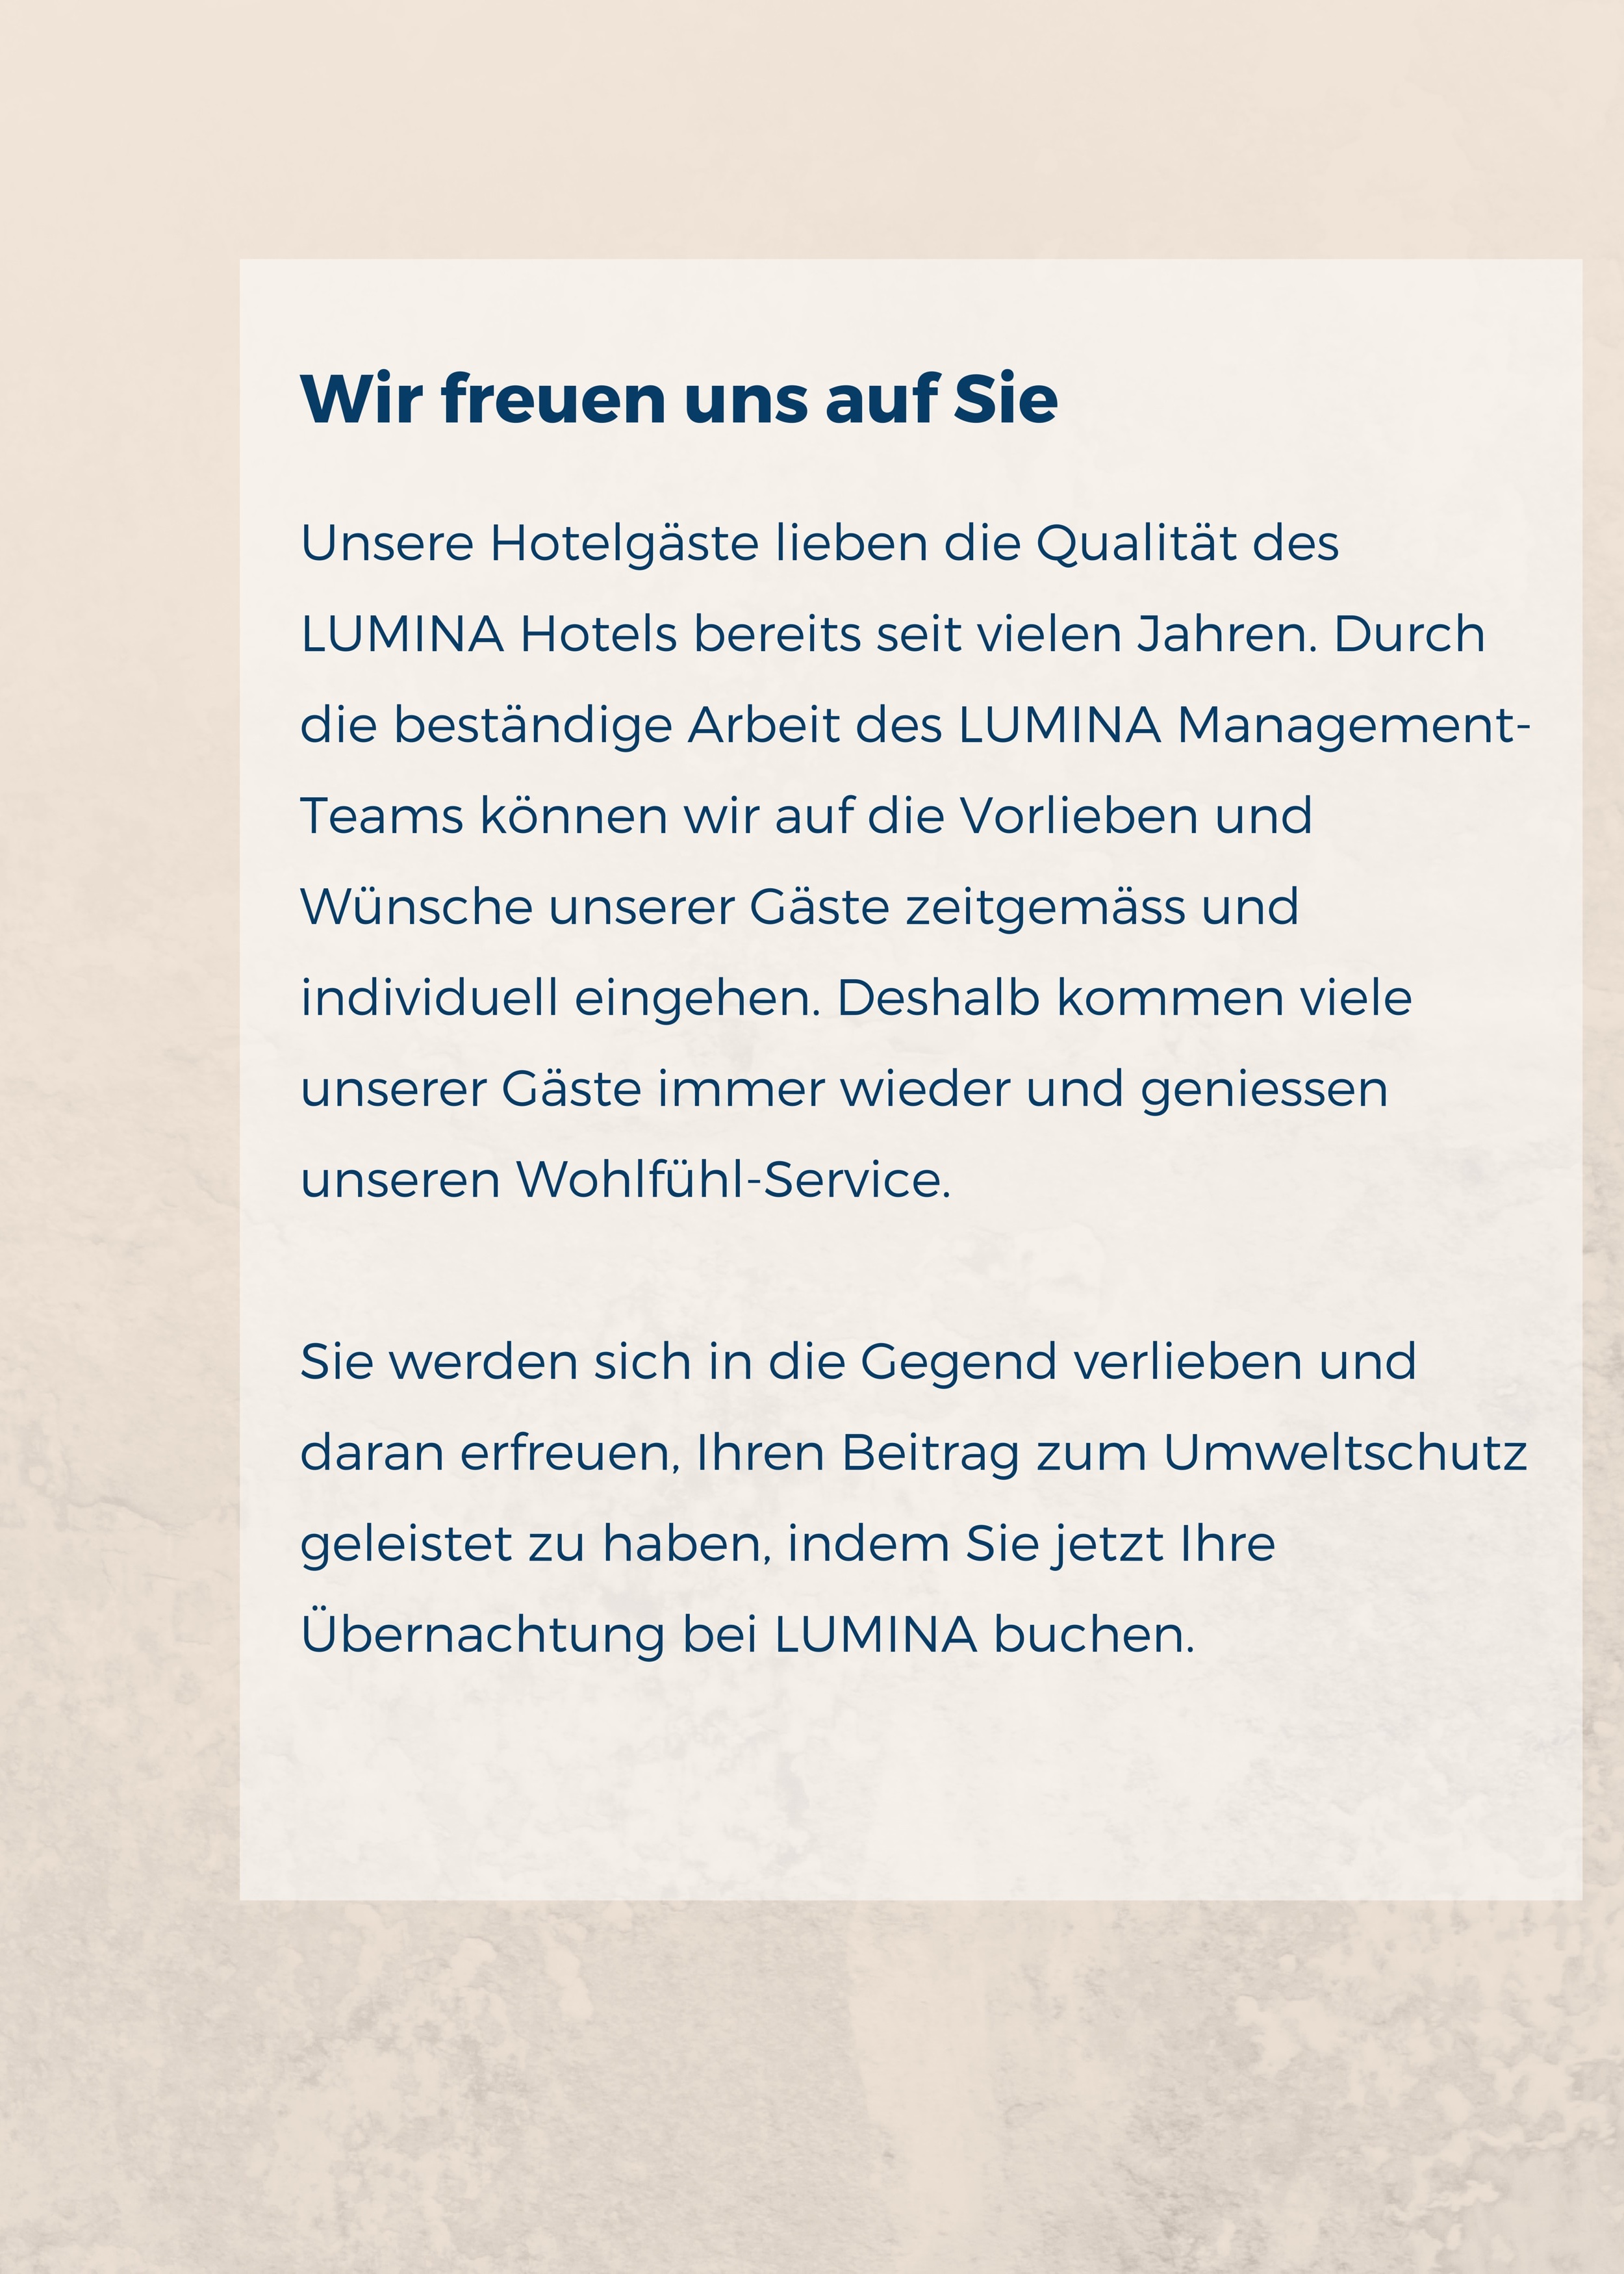 Wir freuen uns auf Sie
Unsere Hotelgäste lieben die Qualität des
LUMINA Hotels bereits seit vielen Jahren. Durch
die beständige Arbeit des LUMINA Management-
Teams können wir auf die Vorlieben und
Wünsche unserer Gäste zeitgemäss und
individuell eingehen. Deshalb kommen viele
unserer Gäste immer wieder und geniessen
unseren Wohlfühl-Service.
Sie werden sich in die Gegend verlieben und
daran erfreuen, Ihren Beitrag zum Umweltschutz
geleistet zu haben, indem Sie jetzt Ihre
Übernachtung bei LUMINA buchen.